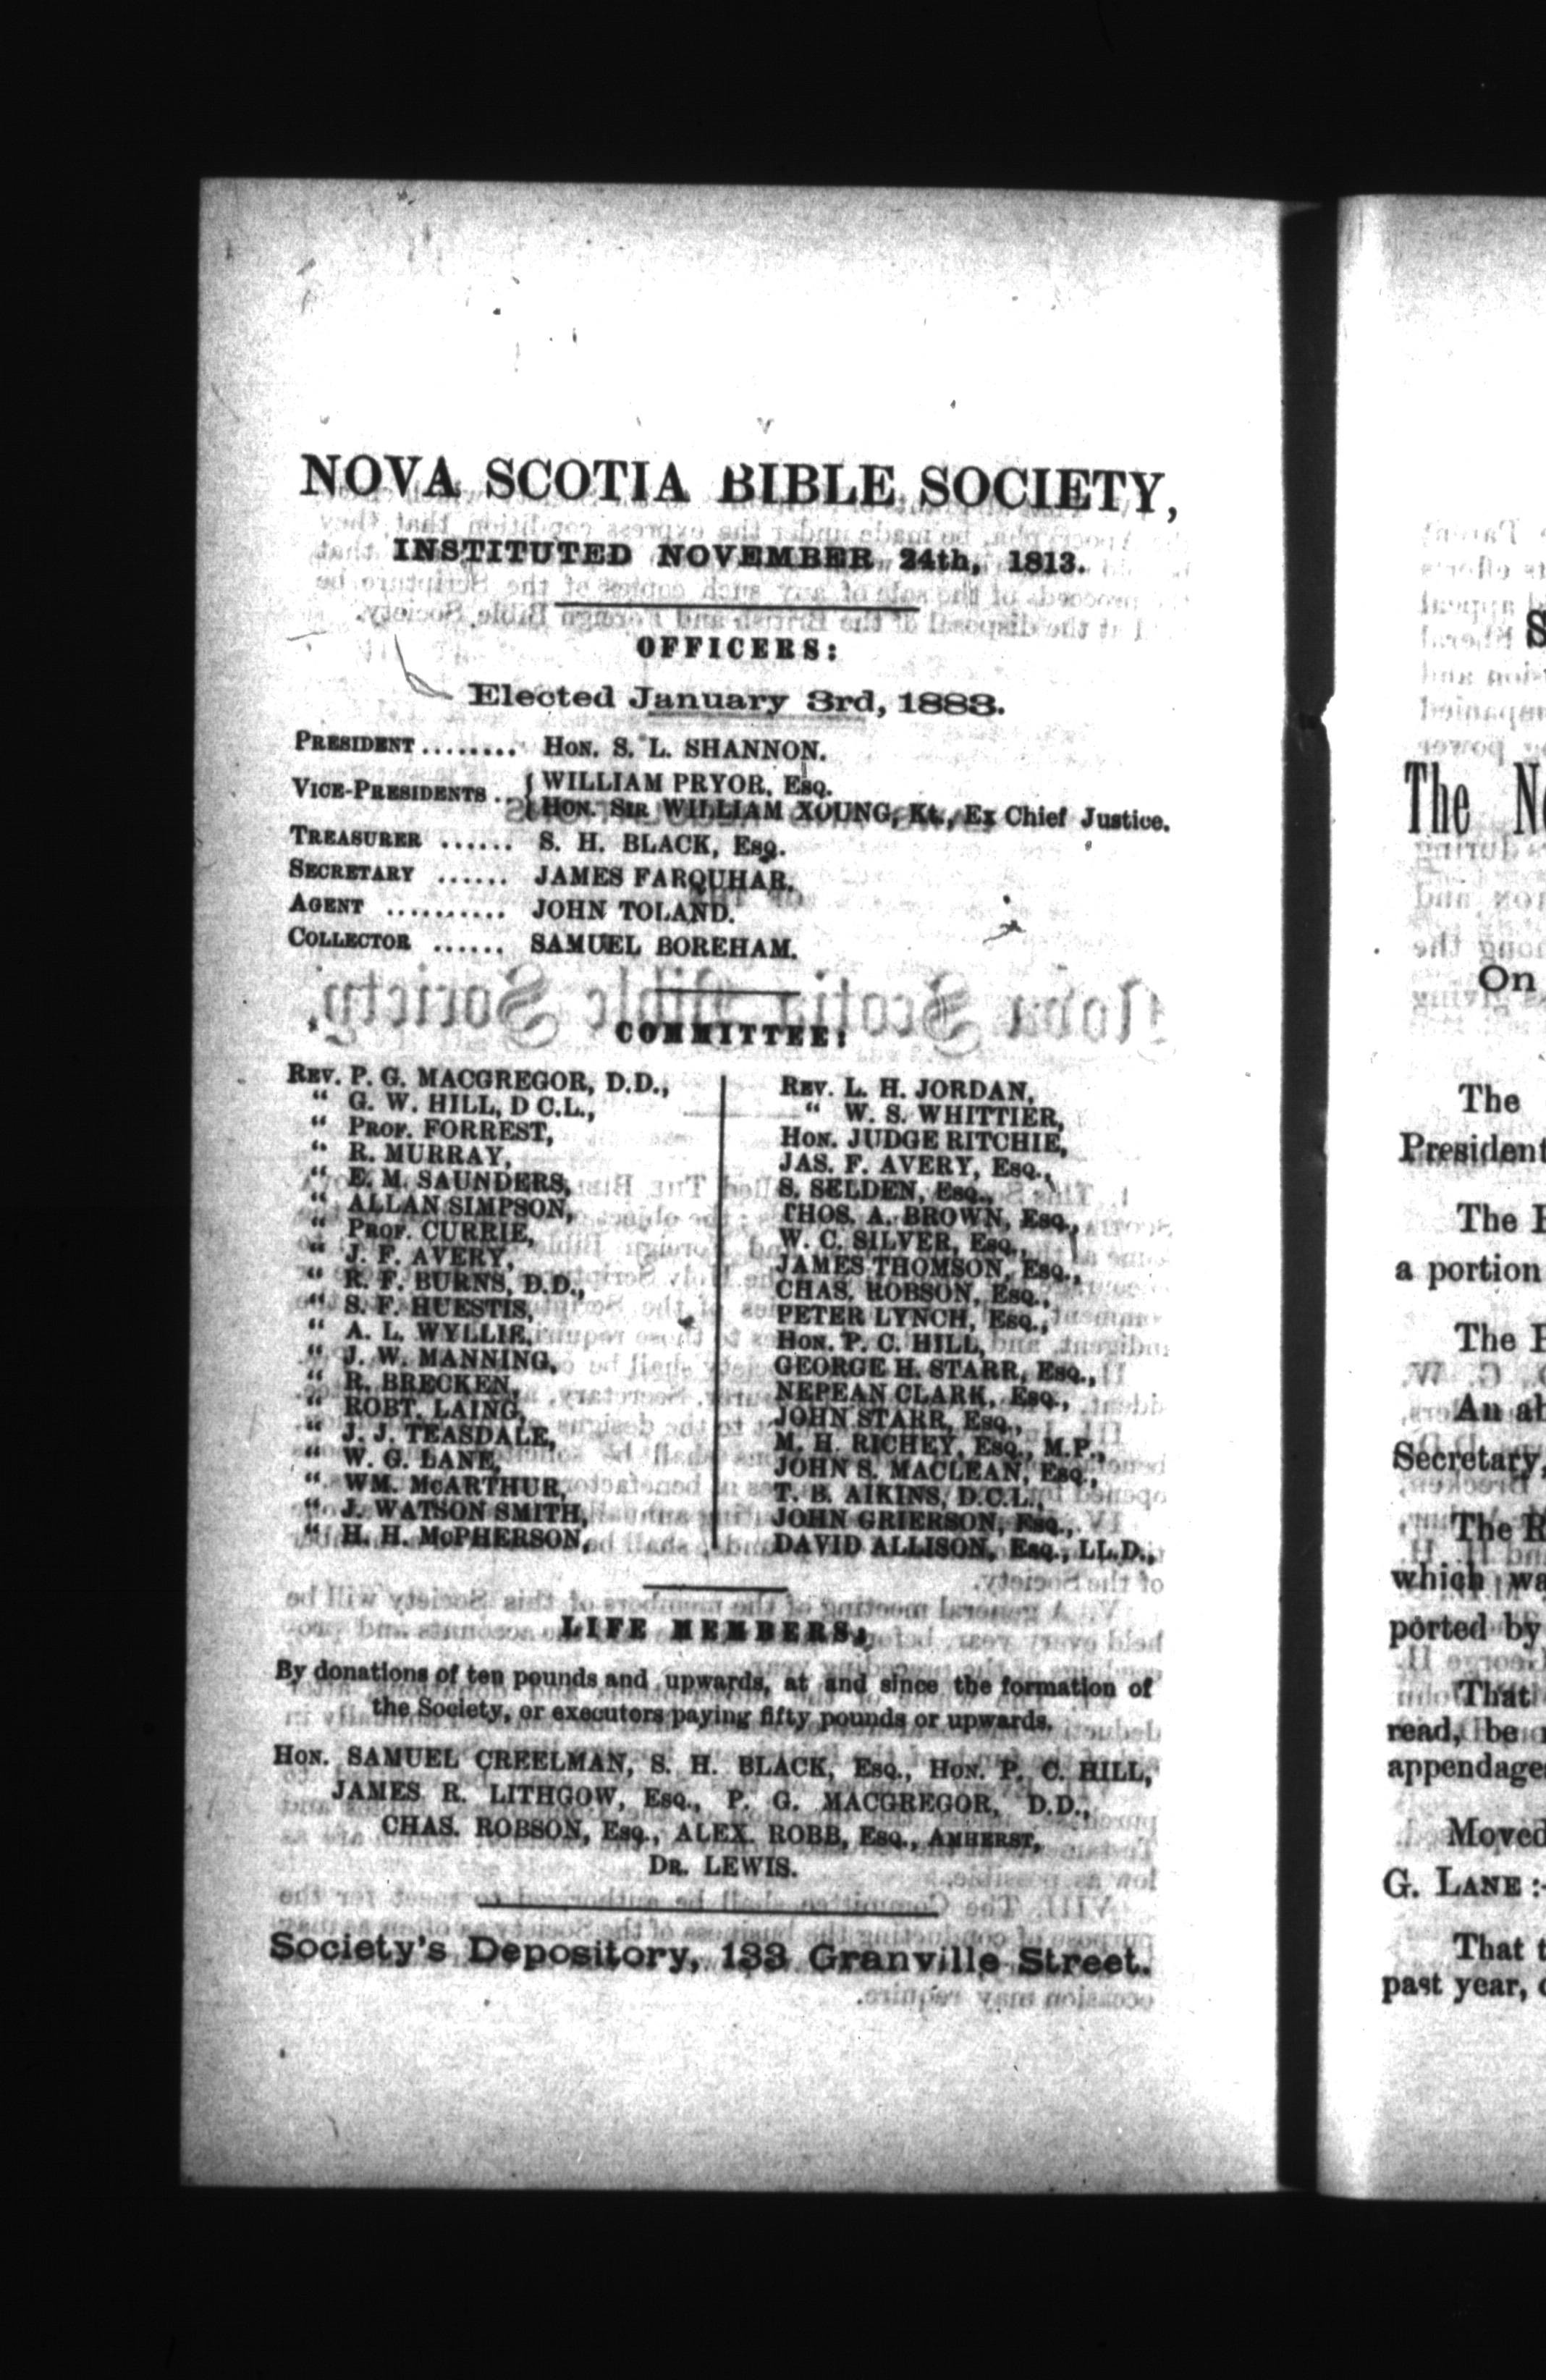 NOVA SCOTIA BIBLE SOCIETY,
INSTITUTED NOVEMBER 24th, 1813.
OFFICERS:
Elected January 3rd, 1883.
PRESIDENT ........ HON. S. L. SHANNON.
VICE-PRESIDENTS .. { WILLIAM PRYOR, ESQ.
HON. SIR WILLIAM XOUNG, Kt., Ex Chief Justice.
TREASURER ...... S. H. BLACK, ESQ.
SECRETARY ...... JAMES FARQUHAR.
AGENT .......... JOHN TOLAND.
COLLECTOR ...... SAMUEL BOREHAM.
COMMITTEE:
REV. P. G. MACGREGOR, D.D.,
" G. W. HILL, D C.L.,
" PROF. FORREST,
" R. MURRAY,
" E. M. SAUNDERS,
" ALLAN SIMPSON,
" PROF. CURRIE,
" J. F. AVERY,
" R. F. BURNS, D.D.,
" S. F. HUESTIS,
" A. L. WYLLIE,
" J. W. MANNING,
" R. BRECKEN,
" ROBT. LAING,
" J. J. TEASDALE,
" W. G. LANE,
" WM. McARTHUR,
" J. WATSON SMITH,
" H. H. McPHERSON,
REV. L. H. JORDAN,
" W. S. WHITTIER,
HON. JUDGE RITCHIE,
JAS. F. AVERY, ESQ.,
S. SELDEN, ESQ.,
THOS. A. BROWN, ESQ.,
W. C. SILVER, ESQ.,
JAMES THOMSON, ESQ.,
CHAS. ROBSON, ESQ.,
PETER LYNCH, ESQ.,
HON. P. C. HILL,
GEORGE H. STARR, ESQ.,
NEPEAN CLARK, ESQ.,
JOHN STARR, ESQ.,
M. H. RICHEY, ESQ., M.P.,
JOHN S. MACLEAN, ESQ.,
T. B. AIKINS, D.C.L.,
JOHN GRIERSON, ESQ.,
DAVID ALLISON, ESQ., LL.D.,
LIFE MEMBERS:
By donations of ten pounds and upwards, at and since the formation of
the Society, or executors paying fifty pounds or upwards.
HON. SAMUEL CREELMAN, S. H. BLACK, ESQ., HON. P. C. HILL,
JAMES R. LITHGOW, ESQ., P. G. MACGREGOR, D.D.,
CHAS. ROBSON, ESQ., ALEX. ROBB, ESQ., AMHERST,
DR. LEWIS.
Society's Depository, 133 Granville Street.
S
The
On
The
President
The
a portion
The
An
Secretary,
The
which
ported by
That
read, be
appendages
Moved
G. LANE :-
That
past year,